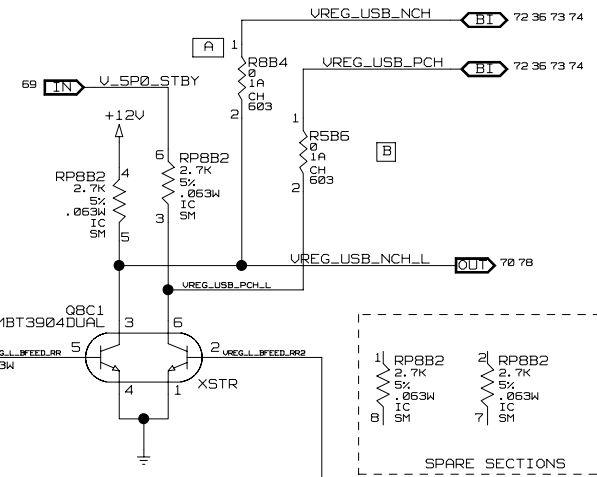 VREG_USB_NCH
BI
72 36 73 74
A
1
R8B4
0
1A
CH
603
2
VREG_USB_PCH
BI
72 36 73 74
69
IN
V_5P0_STBY
+12V
1
R5B6
0
1A
CH
603
2
B
6
RP8B2
2.7K
5%
.063W
IC
SM
3
4
RP8B2
2.7K
5%
.063W
IC
SM
5
VREG_USB_NCH_L
OUT
70 78
VREG_USB_PCH_L
Q8C1
MBT3904DUAL
3
6
5
2
G_L_BFEED_RR
VREG_L_BFEED_RR2
3W
4
1
XSTR
1
RP8B2
2.7K
5%
.063W
IC
SM
8
2
RP8B2
2.7K
5%
.063W
IC
SM
7
SPARE SECTIONS